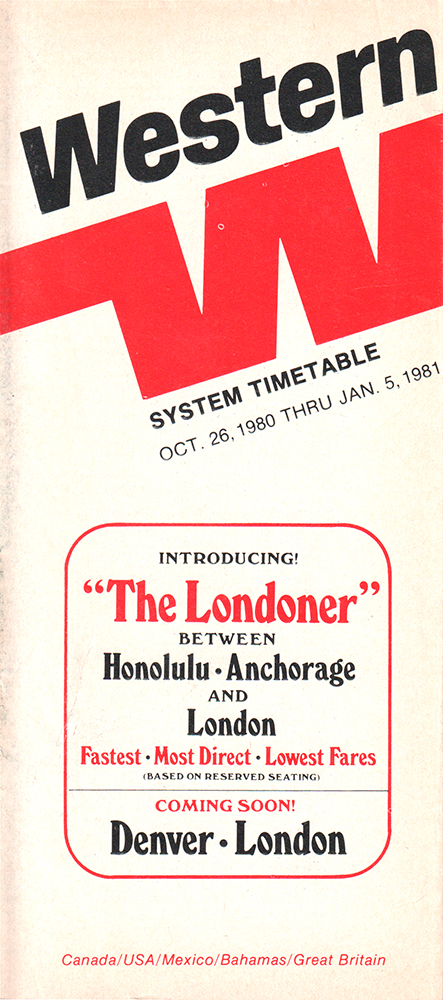 Western
SYSTEM TIMETABLE
OCT. 26, 1980 THRU JAN. 5, 1981
INTRODUCING!
“The Londoner”
BETWEEN
Honolulu · Anchorage
AND
London
Fastest · Most Direct · Lowest Fares
(BASED ON RESERVED SEATING)
COMING SOON!
Denver · London
Canada/USA/Mexico/Bahamas/Great Britain